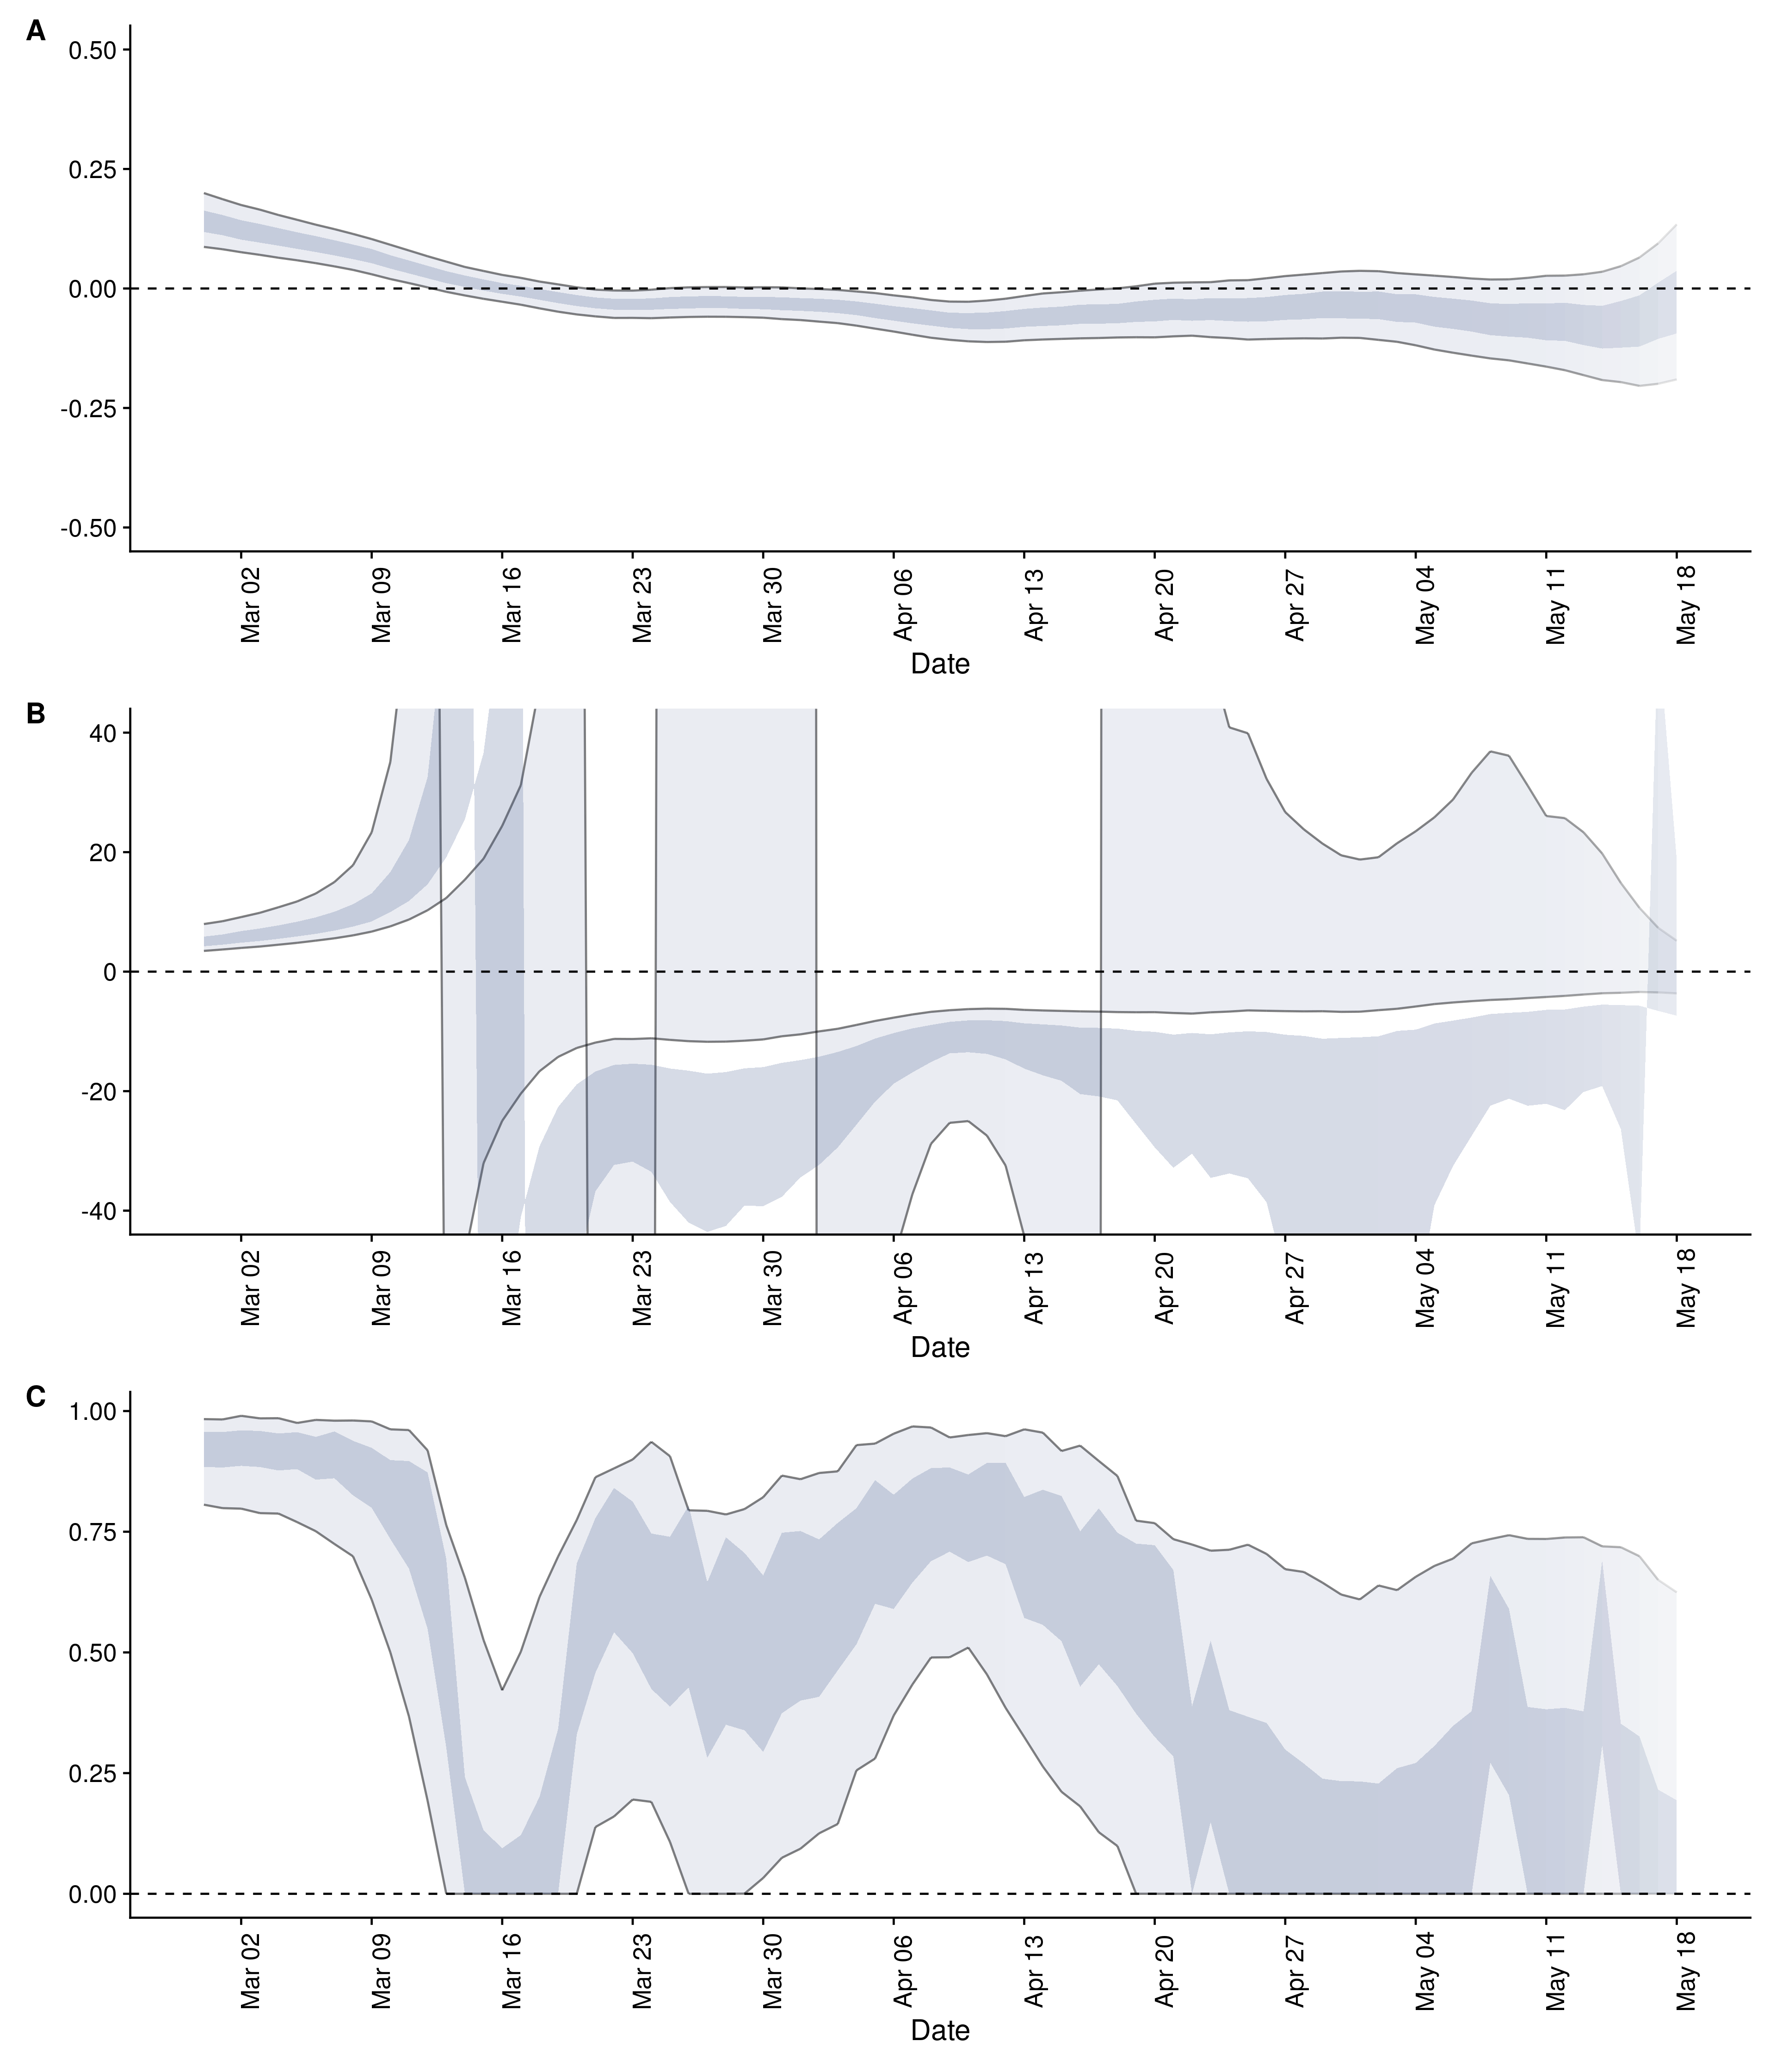 A
0.50
0.25
0.00
-0.25
-0.50
Mar 02
Mar 09
Mar 16
Mar 23
Mar 30
Apr 06
Apr 13
Apr 20
Apr 27
May 04
May 11
May 18
Date
B
40
20
0
-20
-40
Mar 02
Mar 09
Mar 16
Mar 23
Mar 30
Apr 06
Apr 13
Apr 20
Apr 27
May 04
May 11
May 18
Date
C
1.00
0.75
0.50
0.25
0.00
Mar 02
Mar 09
Mar 16
Mar 23
Mar 30
Apr 06
Apr 13
Apr 20
Apr 27
May 04
May 11
May 18
Date